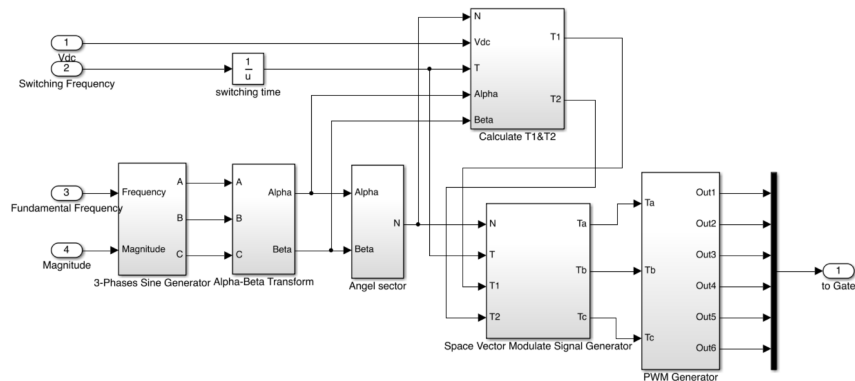 N
1
Vdc
Vdc
T1
2
1
u
T
Switching Frequency
switching time
Alpha
T2
Beta
Calculate T1&T2
3
Frequency
A
A
Alpha
Alpha
Fundamental Frequency
B
B
N
4
Magnitude
C
C
Beta
Beta
Magnitude
3-Phases Sine Generator
Alpha-Beta Transform
Angel sector
N
Ta
T
Tb
T1
T2
Tc
Space Vector Modulate Signal Generator
Ta
Out1
Out2
Out3
Tb
Out4
Out5
Tc
Out6
PWM Generator
1
to Gate